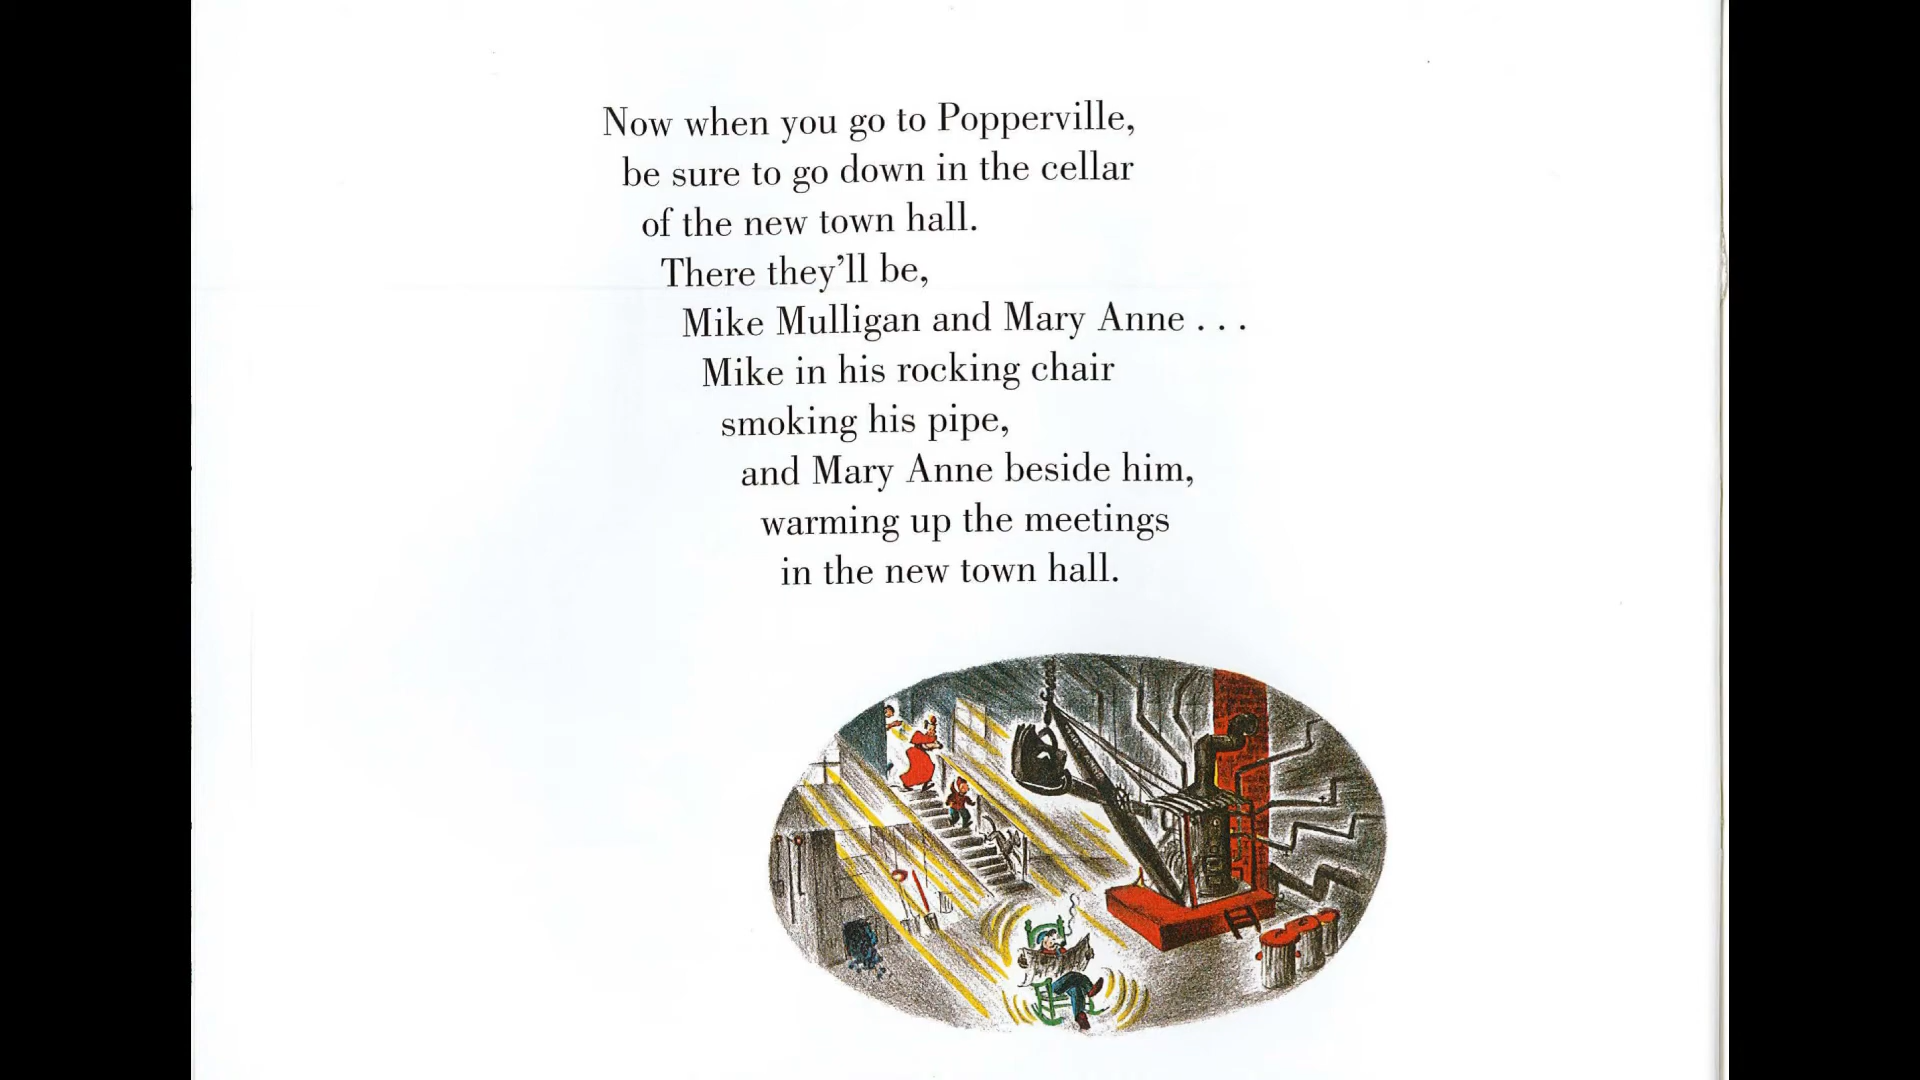 Now when you go to Popperville,
be sure to go down in the cellar
of the new town hall.
There they'll be,
Mike Mulligan and Mary Anne . . .
Mike in his rocking chair
smoking his pipe,
and Mary Anne beside him,
warming up the meetings
in the new town hall.